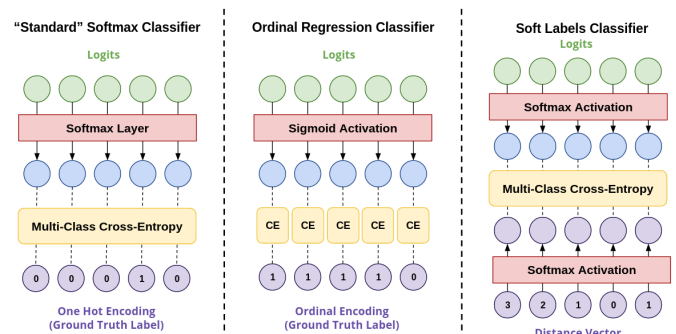 “Standard” Softmax Classifier
Logits
Softmax Layer
Multi-Class Cross-Entropy
0 0 0 1 0
One Hot Encoding
(Ground Truth Label)
Ordinal Regression Classifier
Logits
Sigmoid Activation
CE CE CE CE CE
1 1 1 1 0
Ordinal Encoding
(Ground Truth Label)
Soft Labels Classifier
Logits
Softmax Activation
Multi-Class Cross-Entropy
Softmax Activation
3 2 1 0 1
Distance Vector